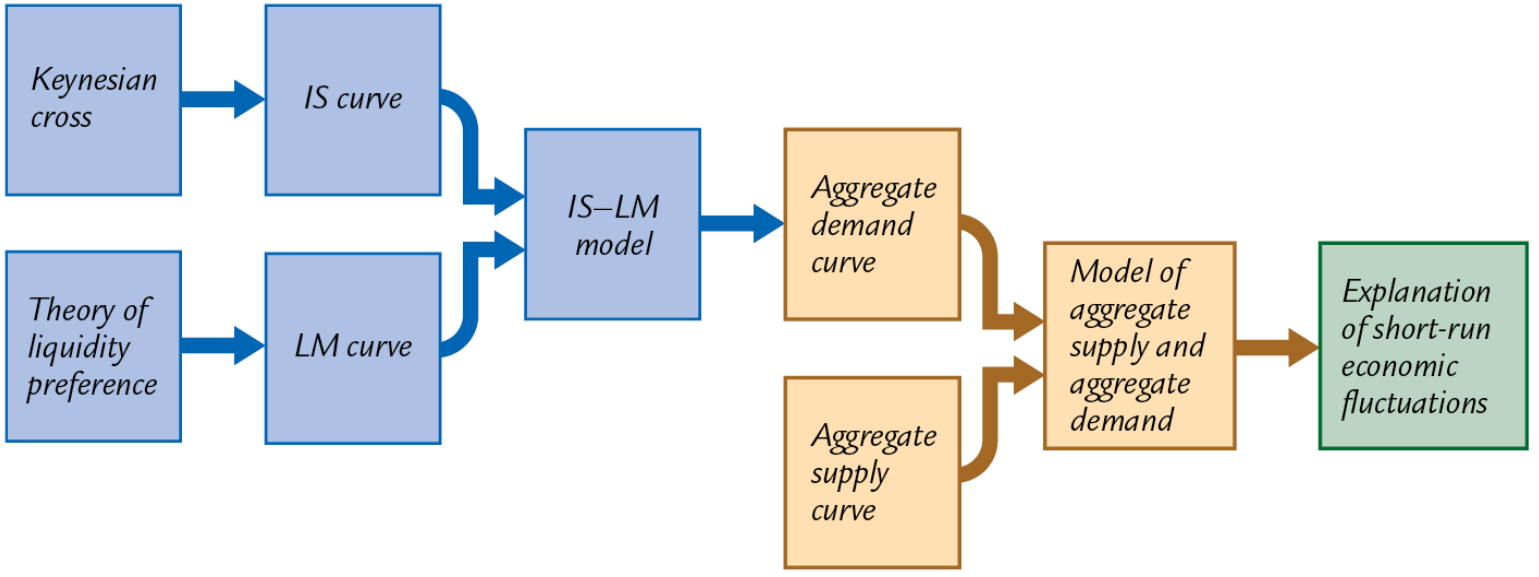 Keynesian
cross
IS curve
Theory of
liquidity
preference
LM curve
IS–LM
model
Aggregate
demand
curve
Aggregate
supply
curve
Model of
aggregate
supply and
aggregate
demand
Explanation
of short-run
economic
fluctuations